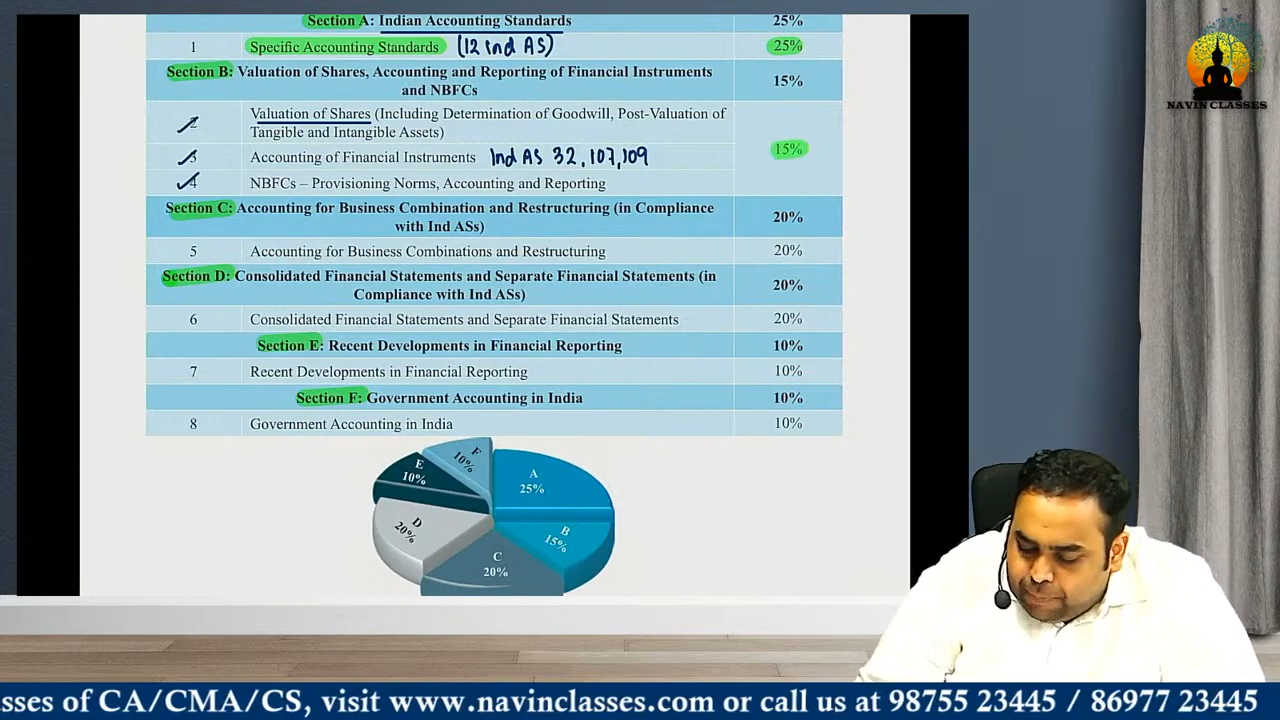 Section A: Indian Accounting Standards 25%
1 Specific Accounting Standards (12 Ind AS) 25%
Section B: Valuation of Shares, Accounting and Reporting of Financial Instruments
and NBFCs 15%
2 Valuation of Shares (Including Determination of Goodwill, Post-Valuation of
Tangible and Intangible Assets)
3 Accounting of Financial Instruments Ind AS 32, 107, 109
15%
4 NBFCs – Provisioning Norms, Accounting and Reporting
Section C: Accounting for Business Combination and Restructuring (in Compliance
with Ind ASs) 20%
5 Accounting for Business Combinations and Restructuring 20%
Section D: Consolidated Financial Statements and Separate Financial Statements (in
Compliance with Ind ASs) 20%
6 Consolidated Financial Statements and Separate Financial Statements 20%
Section E: Recent Developments in Financial Reporting 10%
7 Recent Developments in Financial Reporting 10%
Section F: Government Accounting in India 10%
8 Government Accounting in India 10%
A
25%
B
15%
C
20%
D
20%
E
10%
F
10%
NAVIN CLASSES
sses of CA/CMA/CS, visit www.navinclasses.com or call us at 98755 23445 / 86977 23445